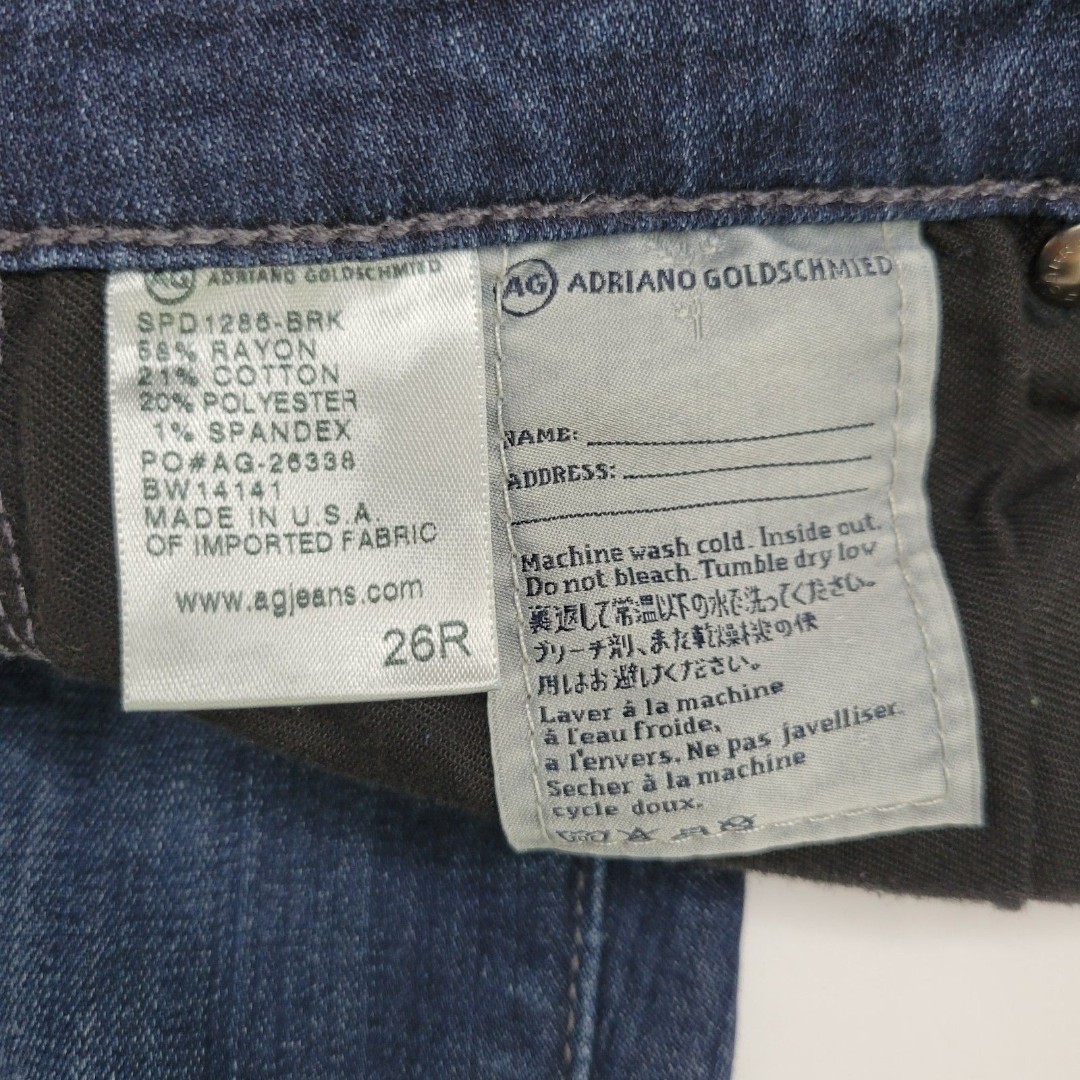 AG ADRIANO GOLDSCHMIED
SPD1286-BRK
58% RAYON
21% COTTON
20% POLYESTER
1% SPANDEX
PO#AG-26338
BW14141
MADE IN U.S.A.
OF IMPORTED FABRIC
www.agjeans.com
26R
AG ADRIANO GOLDSCHMIED
NAME:
ADDRESS:
Machine wash cold. Inside out.
Do not bleach. Tumble dry low
裏返して常温以下の水で洗ってください。
ブリーチ剤、また乾燥機の使
用はお避けください。
Laver à la machine
à l'eau froide,
a l'envers. Ne pas javelliser.
Secher à la machine
cycle doux.